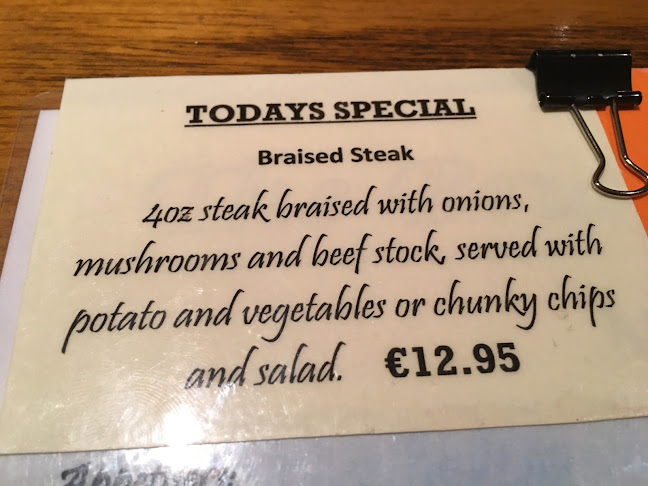 TODAYS SPECIAL
Braised Steak
4oz steak braised with onions,
mushrooms and beef stock, served with
potato and vegetables or chunky chips
and salad. €12.95
Appetizers: